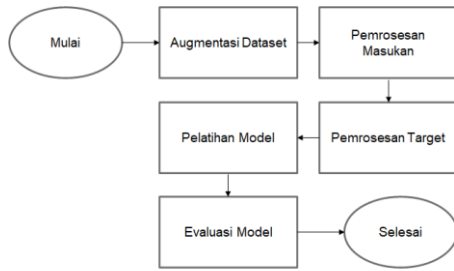 Mulai
Augmentasi Dataset
Pemrosesan
Masukan
Pemrosesan Target
Pelatihan Model
Evaluasi Model
Selesai